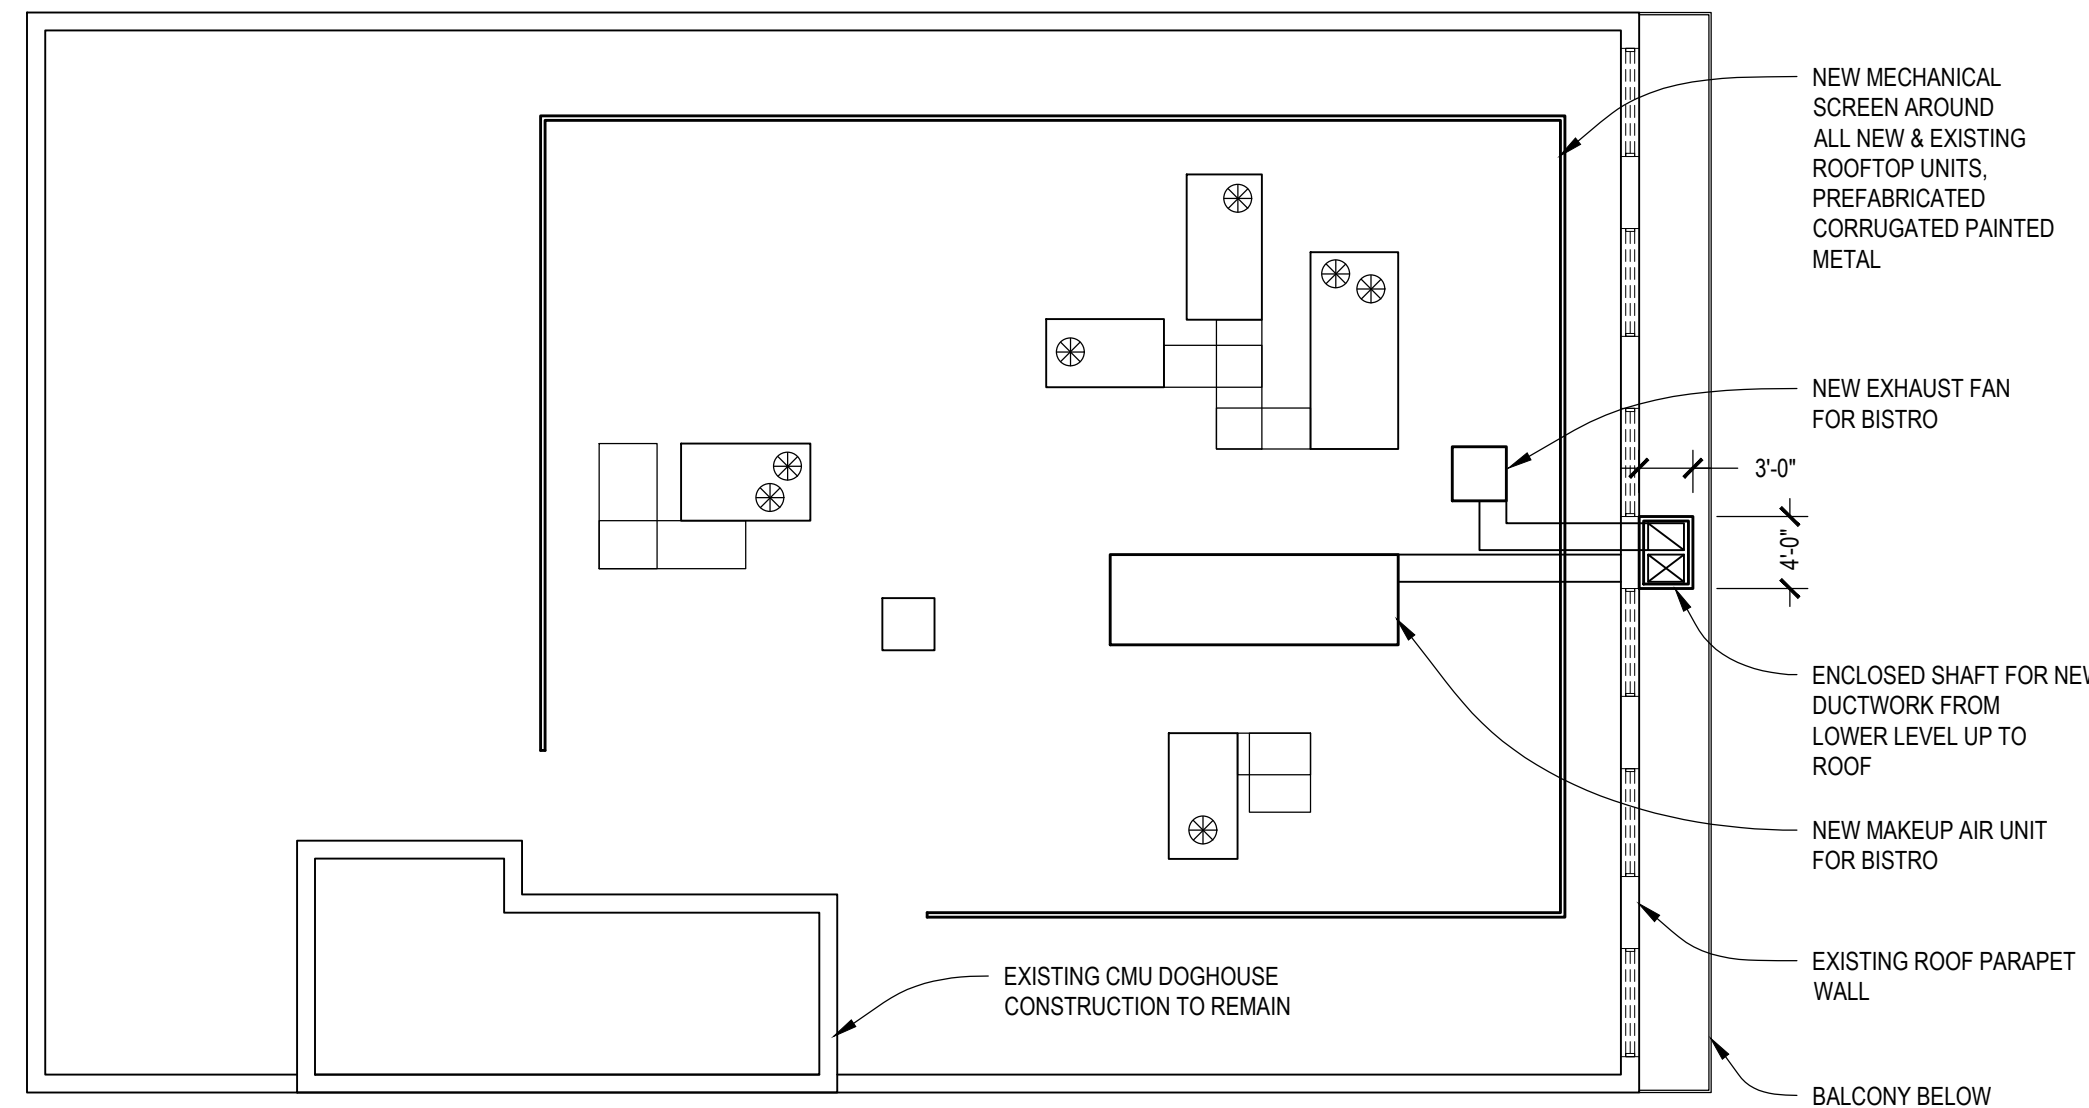 NEW MECHANICAL
SCREEN AROUND
ALL NEW & EXISTING
ROOFTOP UNITS,
PREFABRICATED
CORRUGATED PAINTED
METAL
NEW EXHAUST FAN
FOR BISTRO
3'-0"
4'-0"
ENCLOSED SHAFT FOR NEW
DUCTWORK FROM
LOWER LEVEL UP TO
ROOF
NEW MAKEUP AIR UNIT
FOR BISTRO
EXISTING ROOF PARAPET
WALL
EXISTING CMU DOGHOUSE
CONSTRUCTION TO REMAIN
BALCONY BELOW